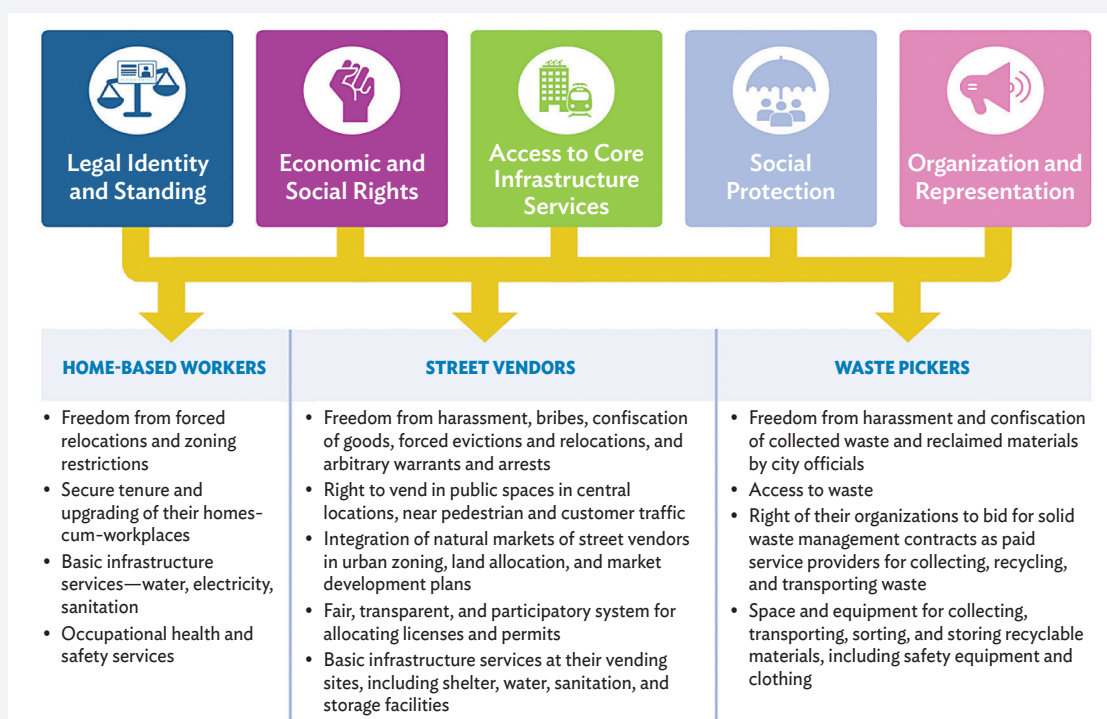 Legal Identity
and Standing
Economic and
Social Rights
Access to Core
Infrastructure
Services
Social
Protection
Organization and
Representation
HOME-BASED WORKERS
• Freedom from forced
relocations and zoning
restrictions
• Secure tenure and
upgrading of their homes-
cum-workplaces
• Basic infrastructure
services—water, electricity,
sanitation
• Occupational health and
safety services
STREET VENDORS
• Freedom from harassment, bribes, confiscation
of goods, forced evictions and relocations, and
arbitrary warrants and arrests
• Right to vend in public spaces in central
locations, near pedestrian and customer traffic
• Integration of natural markets of street vendors
in urban zoning, land allocation, and market
development plans
• Fair, transparent, and participatory system for
allocating licenses and permits
• Basic infrastructure services at their vending
sites, including shelter, water, sanitation, and
storage facilities
WASTE PICKERS
• Freedom from harassment and confiscation
of collected waste and reclaimed materials
by city officials
• Access to waste
• Right of their organizations to bid for solid
waste management contracts as paid
service providers for collecting, recycling,
and transporting waste
• Space and equipment for collecting,
transporting, sorting, and storing recyclable
materials, including safety equipment and
clothing